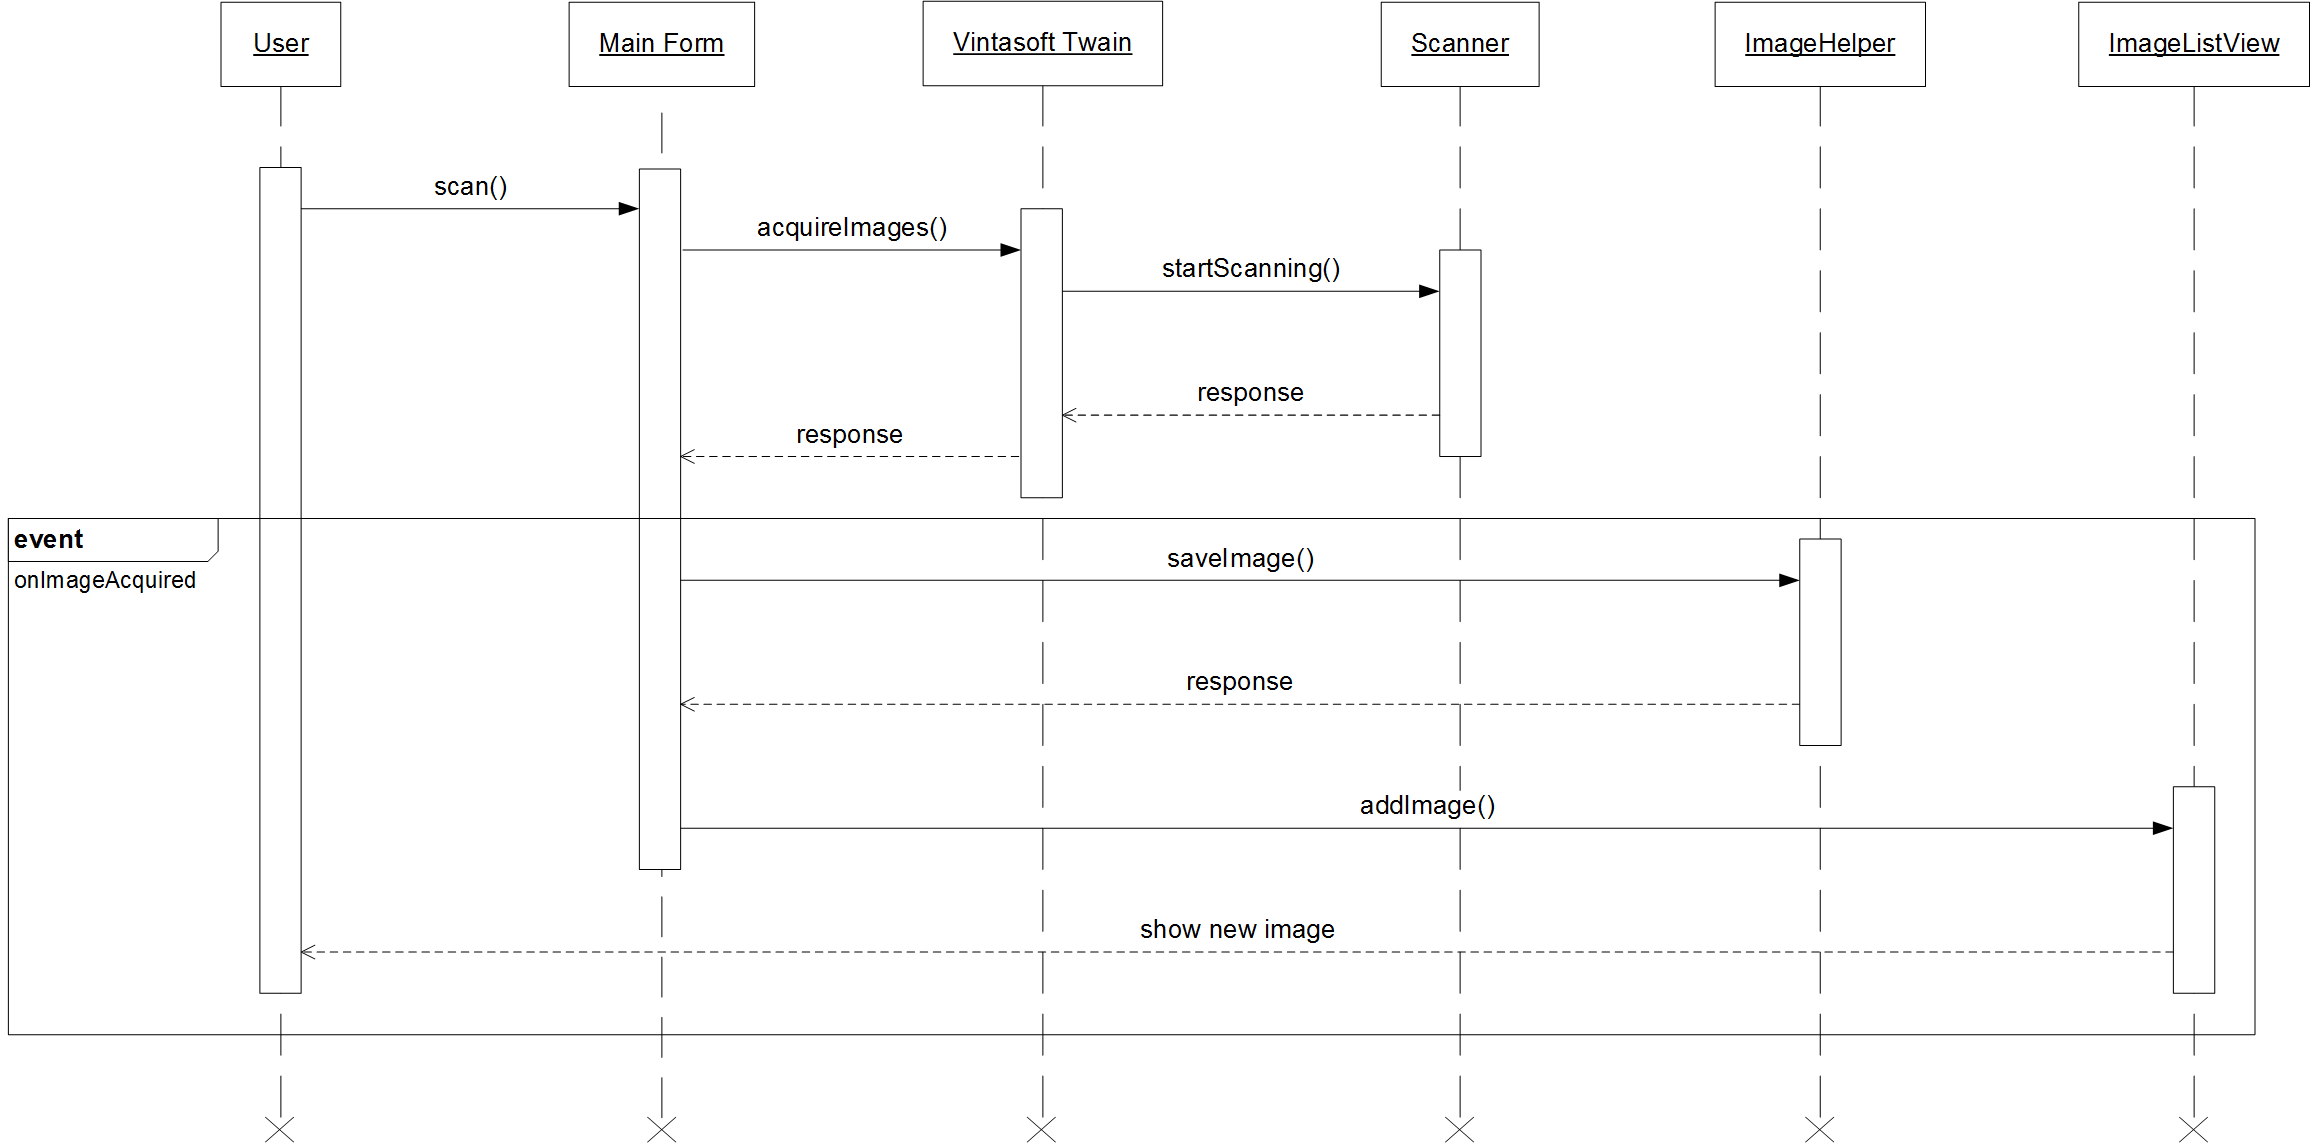 User
Main Form
Vintasoft Twain
Scanner
ImageHelper
ImageListView
scan()
acquireImages()
startScanning()
response
response
event
onImageAcquired
saveImage()
response
addImage()
show new image